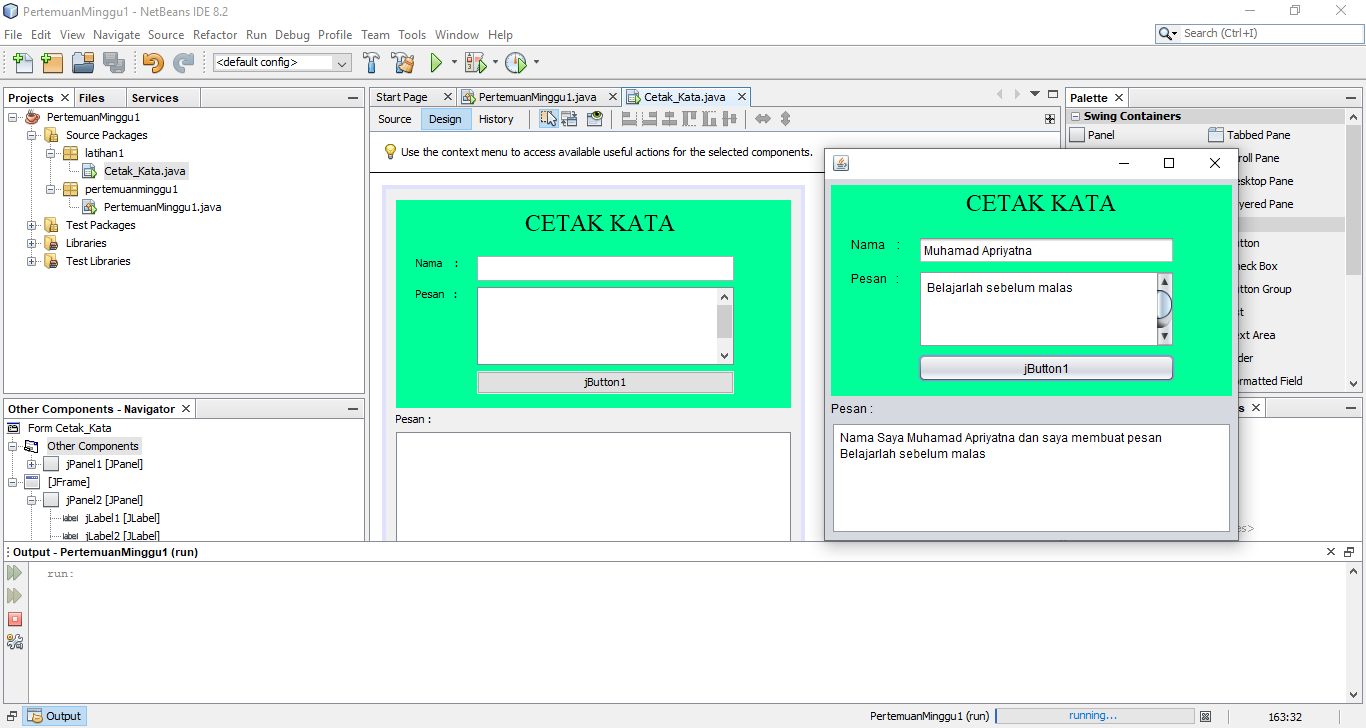 PertemuanMinggu1 - NetBeans IDE 8.2
File Edit View Navigate Source Refactor Run Debug Profile Team Tools Window Help
Search (Ctrl+I)
<default config>
Projects Files Services
PertemuanMinggu1
Source Packages
latihan1
Cetak_Kata.java
pertemuanminggu1
PertemuanMinggu1.java
Test Packages
Libraries
Test Libraries
Other Components - Navigator
Form Cetak_Kata
Other Components
jPanel1 [JPanel]
[JFrame]
jPanel2 [JPanel]
label jLabel1 [JLabel]
label jLabel2 [JLabel]
Start Page PertemuanMinggu1.java Cetak_Kata.java
Source Design History
Use the context menu to access available useful actions for the selected components.
CETAK KATA
Nama :
Pesan :
jButton1
Pesan :
Palette
Swing Containers
Panel Tabbed Pane
roll Pane
esktop Pane
yered Pane
tton
eck Box
tton Group
st
ext Area
der
rmatted Field
s
es>
CETAK KATA
Nama : Muhamad Apriyatna
Pesan : Belajarlah sebelum malas
jButton1
Pesan :
Nama Saya Muhamad Apriyatna dan saya membuat pesan
Belajarlah sebelum malas
Output - PertemuanMinggu1 (run)
run:
Output
PertemuanMinggu1 (run) running... 163:32